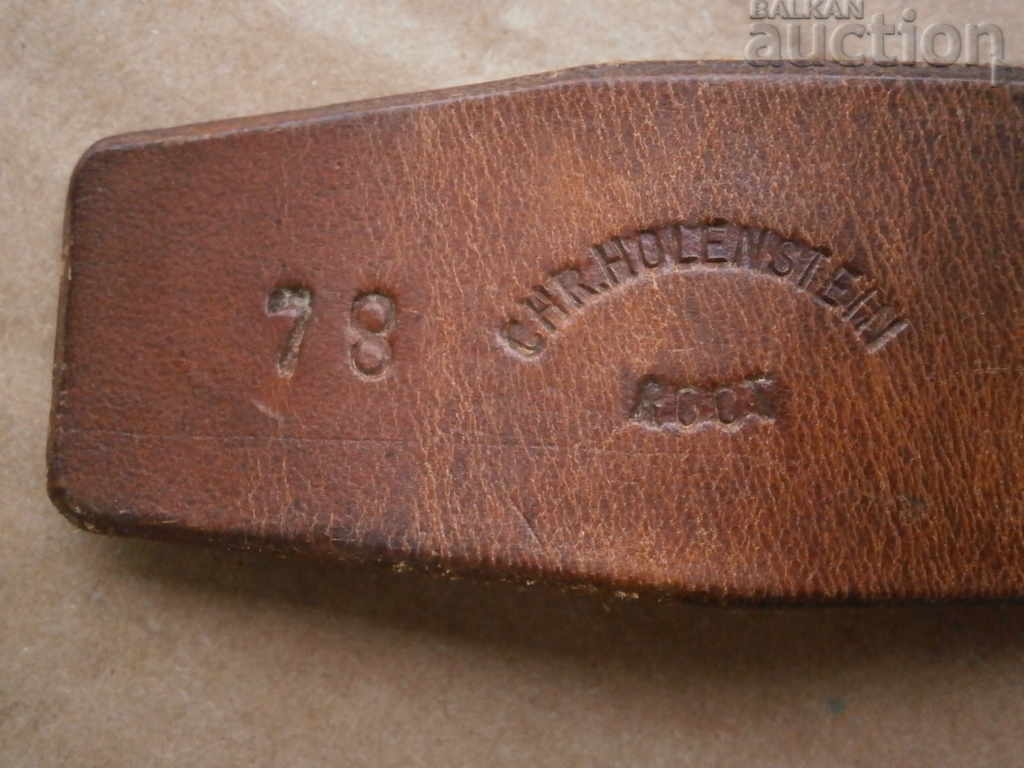 BALKAN
auction
78
CHR. HOLENSTEIN